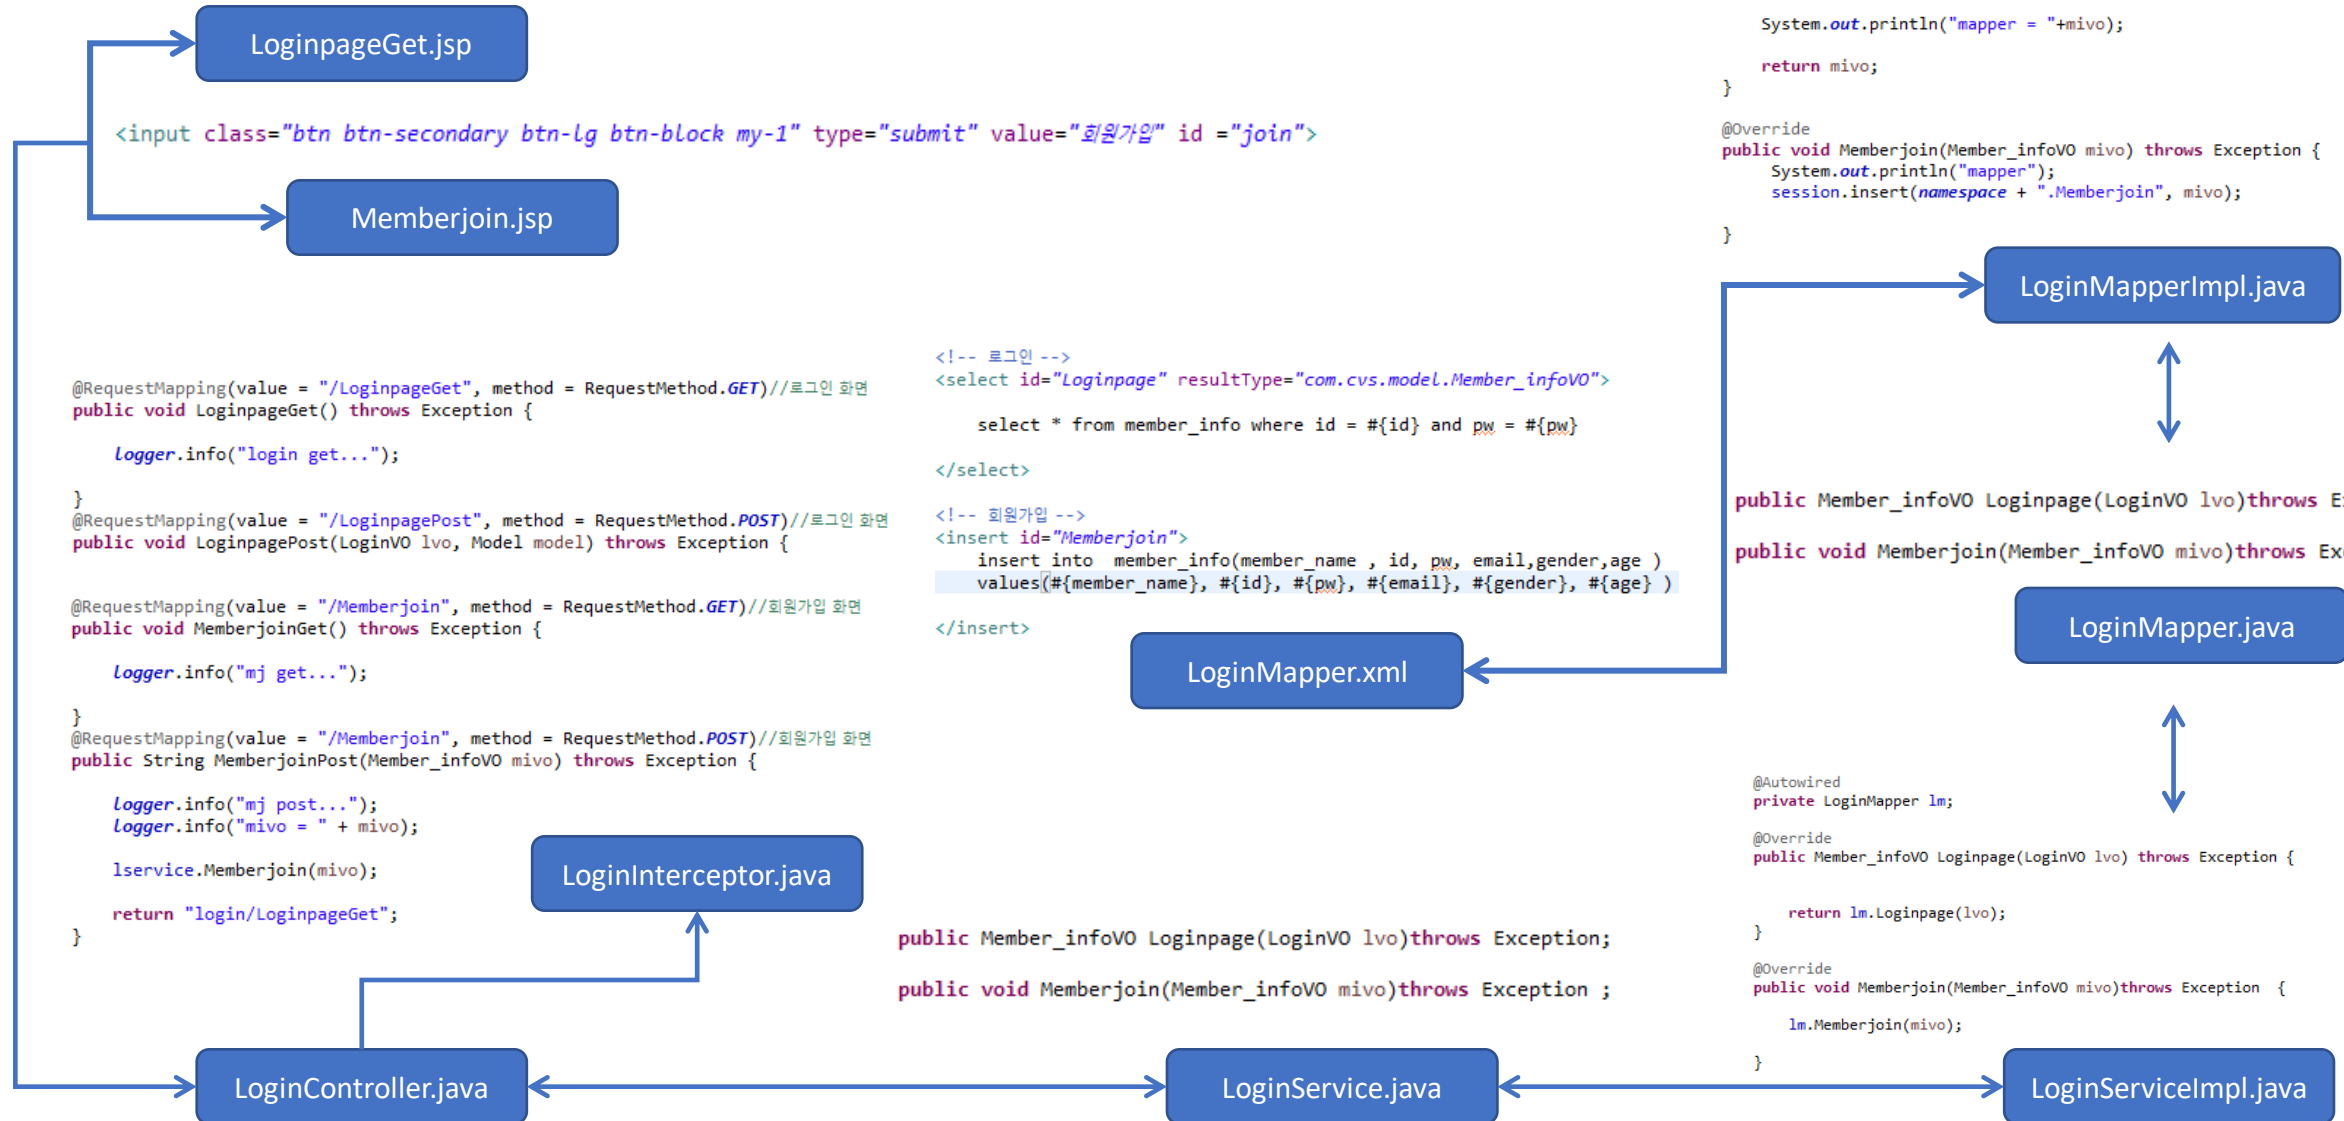 LoginpageGet.jsp
<input class="btn btn-secondary btn-lg btn-block my-1" type="submit" value="회원가입" id ="join">
Memberjoin.jsp
@RequestMapping(value = "/LoginpageGet", method = RequestMethod.GET)//로그인 화면
public void LoginpageGet() throws Exception {
logger.info("login get...");
}
@RequestMapping(value = "/LoginpagePost", method = RequestMethod.POST)//로그인 화면
public void LoginpagePost(LoginVO lvo, Model model) throws Exception {
@RequestMapping(value = "/Memberjoin", method = RequestMethod.GET)//회원가입 화면
public void MemberjoinGet() throws Exception {
logger.info("mj get...");
}
@RequestMapping(value = "/Memberjoin", method = RequestMethod.POST)//회원가입 화면
public String MemberjoinPost(Member_infoVO mivo) throws Exception {
logger.info("mj post...");
logger.info("mivo = " + mivo);
lservice.Memberjoin(mivo);
return "login/LoginpageGet";
}
LoginInterceptor.java
LoginController.java
<!-- 로그인 -->
<select id="Loginpage" resultType="com.cvs.model.Member_infoVO">
select * from member_info where id = #{id} and pw = #{pw}
</select>
<!-- 회원가입 -->
<insert id="Memberjoin">
insert into  member_info(member_name , id, pw, email,gender,age )
values(#{member_name}, #{id}, #{pw}, #{email}, #{gender}, #{age} )
</insert>
LoginMapper.xml
public Member_infoVO Loginpage(LoginVO lvo)throws Exception;
public void Memberjoin(Member_infoVO mivo)throws Exception ;
LoginService.java
System.out.println("mapper = "+mivo);
return mivo;
}
@Override
public void Memberjoin(Member_infoVO mivo) throws Exception {
System.out.println("mapper");
session.insert(namespace + ".Memberjoin", mivo);
}
LoginMapperImpl.java
public Member_infoVO Loginpage(LoginVO lvo)throws
public void Memberjoin(Member_infoVO mivo)throws
LoginMapper.java
@Autowired
private LoginMapper lm;
@Override
public Member_infoVO Loginpage(LoginVO lvo) throws Exception {
return lm.Loginpage(lvo);
}
@Override
public void Memberjoin(Member_infoVO mivo)throws Exception  {
lm.Memberjoin(mivo);
}
LoginServiceImpl.java